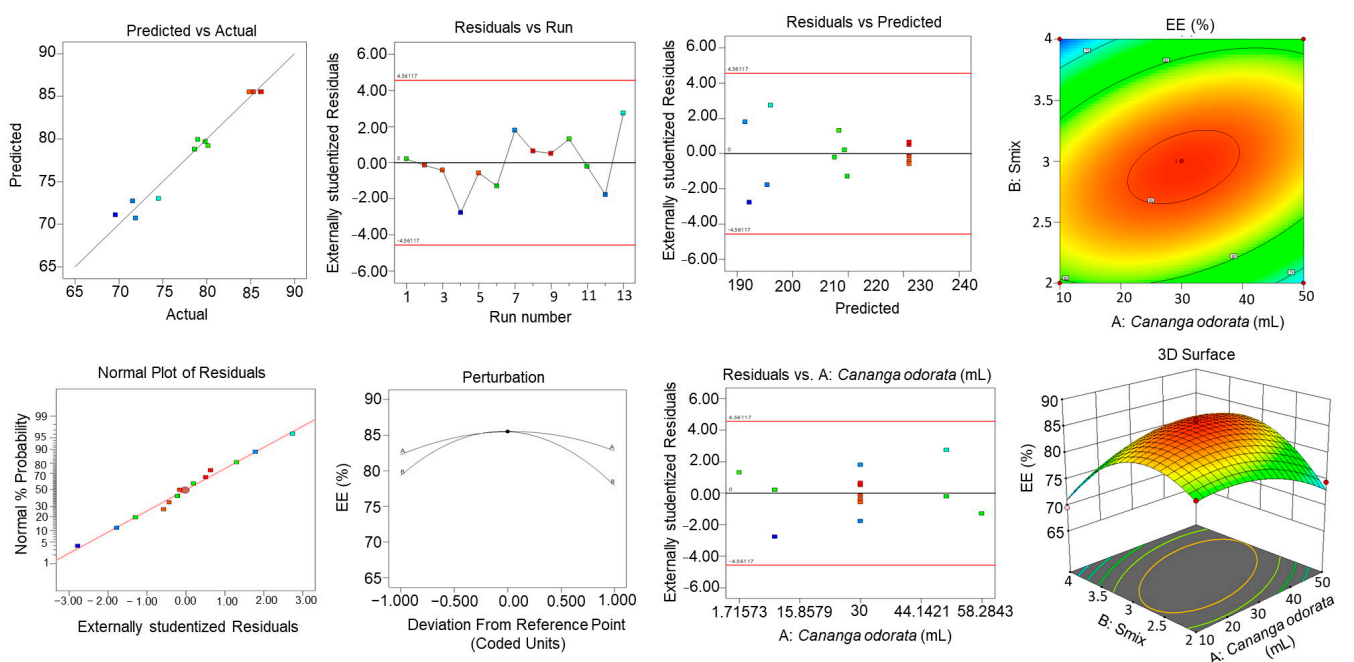 Predicted vs Actual
90
85
80
75
70
65
Predicted
65 70 75 80 85 90
Actual
Residuals vs Run
6.00
4.00
2.00
0.00
−2.00
−4.00
−6.00
4.56117
0
−4.56117
Externally studentized Residuals
1 3 5 7 9 11 13
Run number
Residuals vs Predicted
6.00
4.00
2.00
0.00
−2.00
−4.00
−6.00
4.56117
0
−4.56117
Externally studentized Residuals
190 200 210 220 230 240
Predicted
EE (%)
4
3.5
3
2.5
2
B: Smix
10 20 30 40 50
A: Cananga odorata (mL)
Normal Plot of Residuals
99
95
90
80
70
50
30
20
10
5
1
Normal % Probability
−3.00 −2.00 −1.00 0.00 1.00 2.00 3.00
Externally studentized Residuals
Perturbation
90
85
80
75
70
65
EE (%)
A
B
A
B
−1.000 −0.500 0.00 0.500 1.000
Deviation From Reference Point
(Coded Units)
Residuals vs. A: Cananga odorata (mL)
6.00
4.00
2.00
0.00
−2.00
−4.00
−6.00
4.56117
0
−4.56117
Externally studentized Residuals
1.71573 15.8579 30 44.1421 58.2843
A: Cananga odorata (mL)
3D Surface
90
85
80
75
70
65
EE (%)
4
3.5
3
2.5
2
B: Smix
10
20
30
40
50
A: Cananga odorata
(mL)